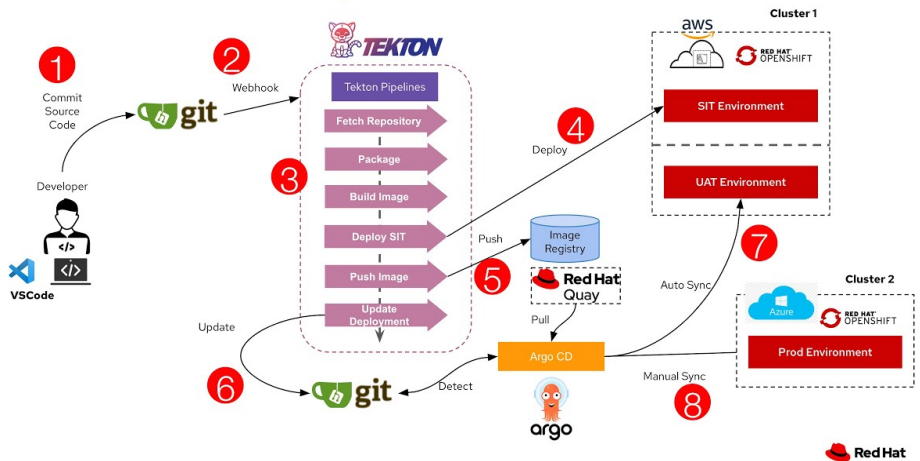 Cluster 1
aws
RED HAT®
OPENSHIFT
SIT Environment
UAT Environment
TEKTON
Tekton Pipelines
Fetch Repository
Package
Build Image
Deploy SIT
Push Image
Update
Deployment
1
Commit
Source
Code
2
Webhook
git
3
4
Deploy
Developer
</>
</>
VSCode
Push
5
Image
Registry
Red Hat
Quay
Pull
7
Auto Sync
Cluster 2
Azure
RED HAT®
OPENSHIFT
Prod Environment
Update
6
git
Detect
Argo CD
argo
Manual Sync
8
Red Hat